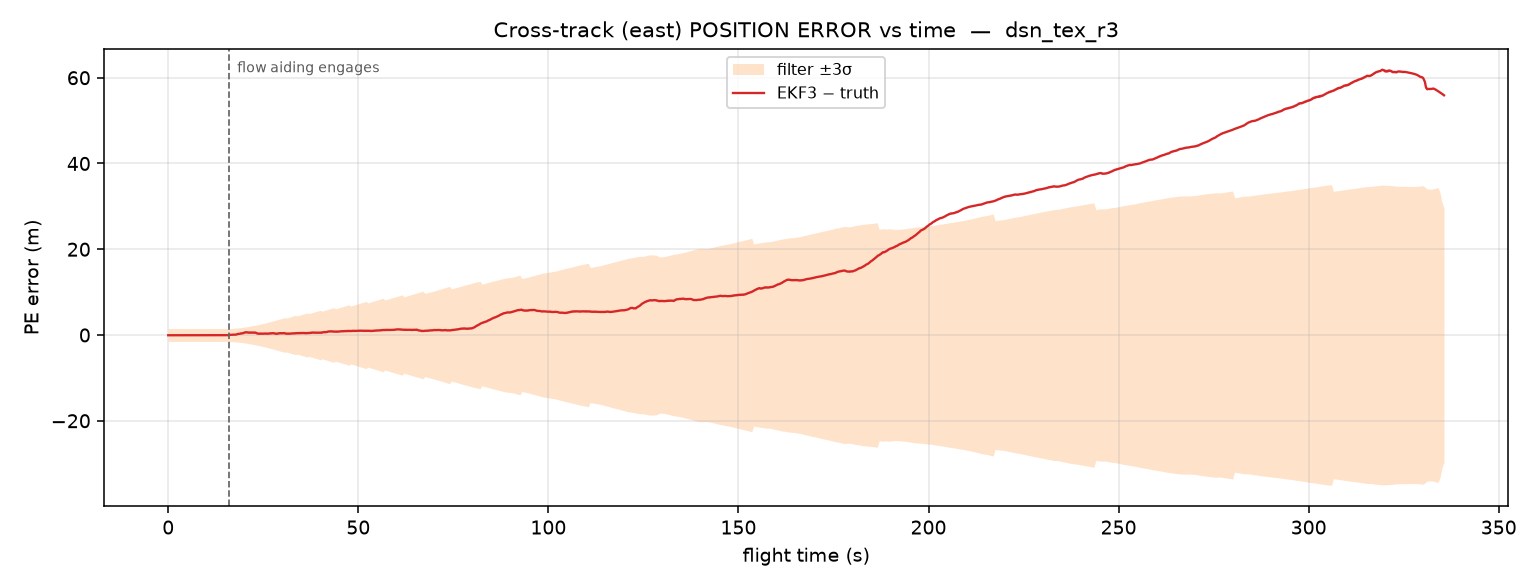 Cross-track (east) POSITION ERROR vs time — dsn_tex_r3
flow aiding engages
filter ±3σ
EKF3 − truth
PE error (m)
60
40
20
0
−20
0 50 100 150 200 250 300 350
flight time (s)